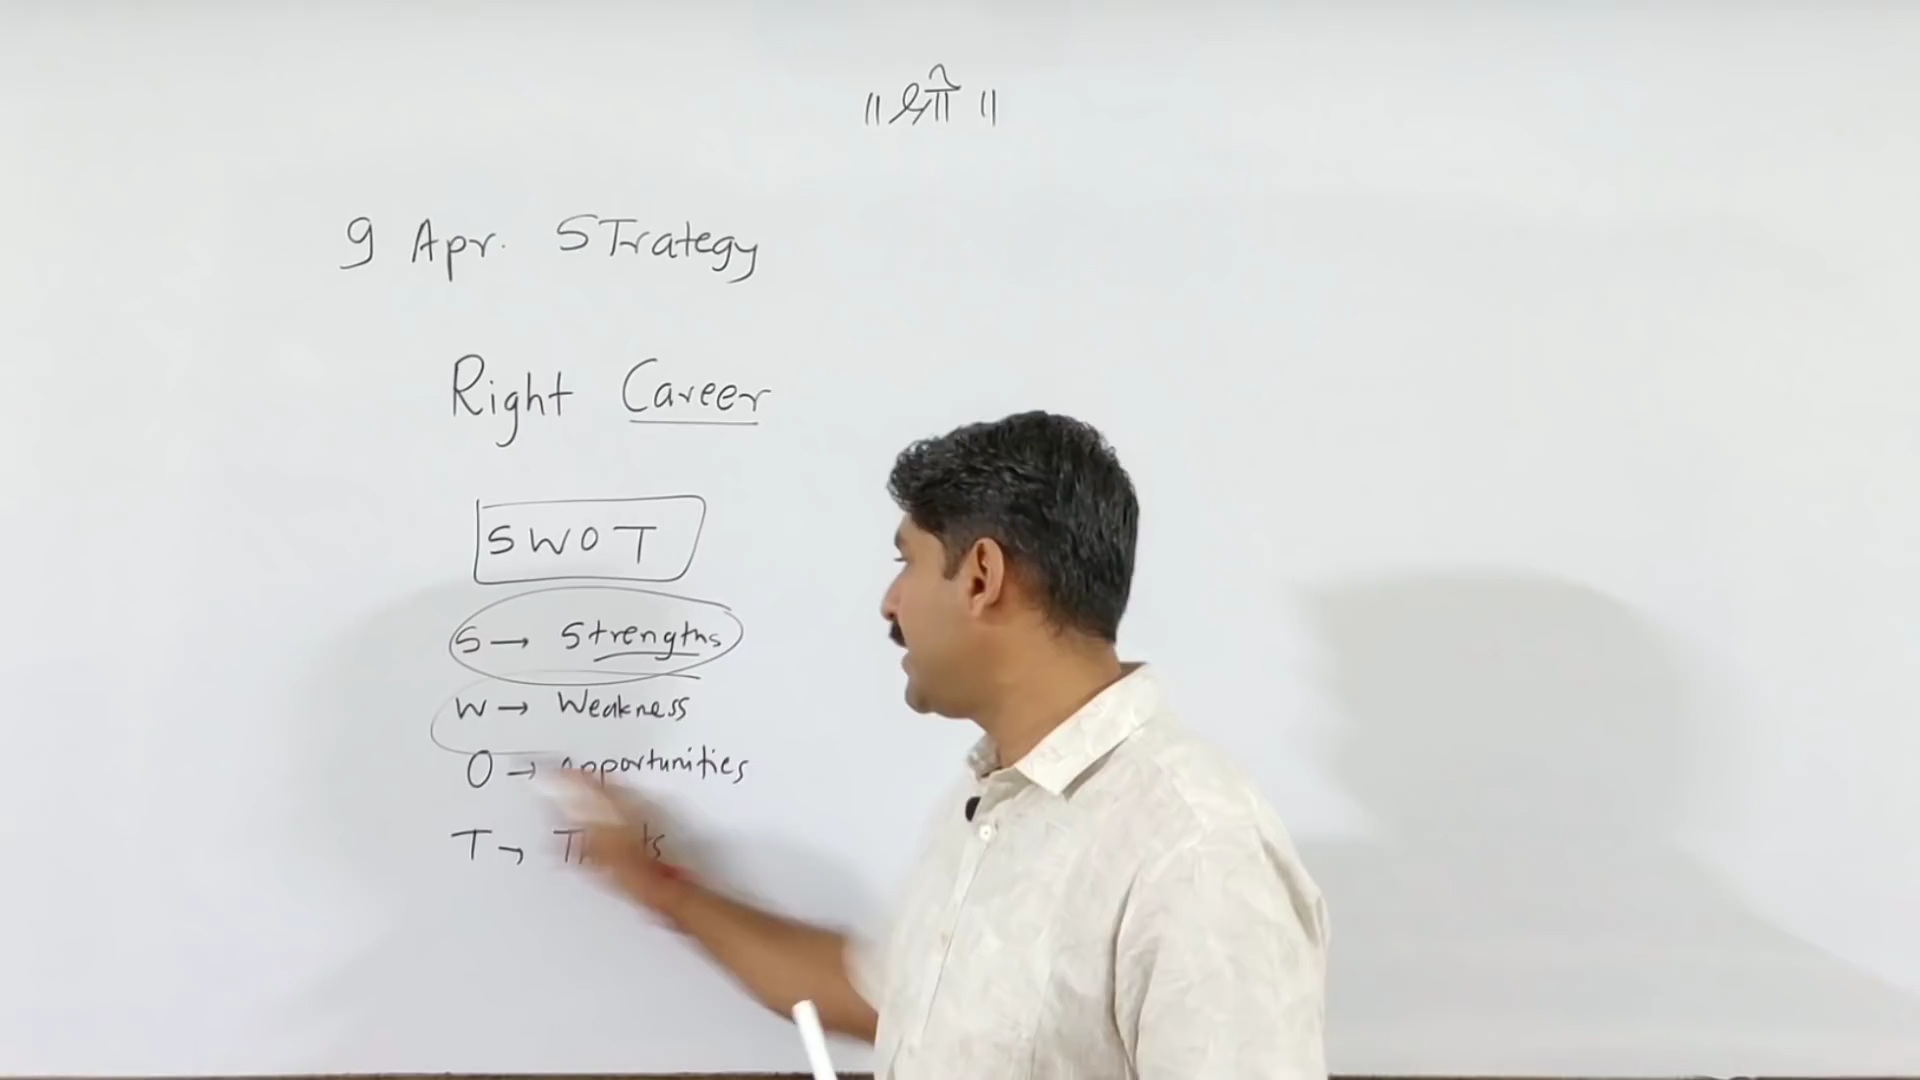 ॥ श्री ॥
9 Apr. STrategy
Right Career
SWOT
S → Strengths
W → Weakness
O → opportunities
T →